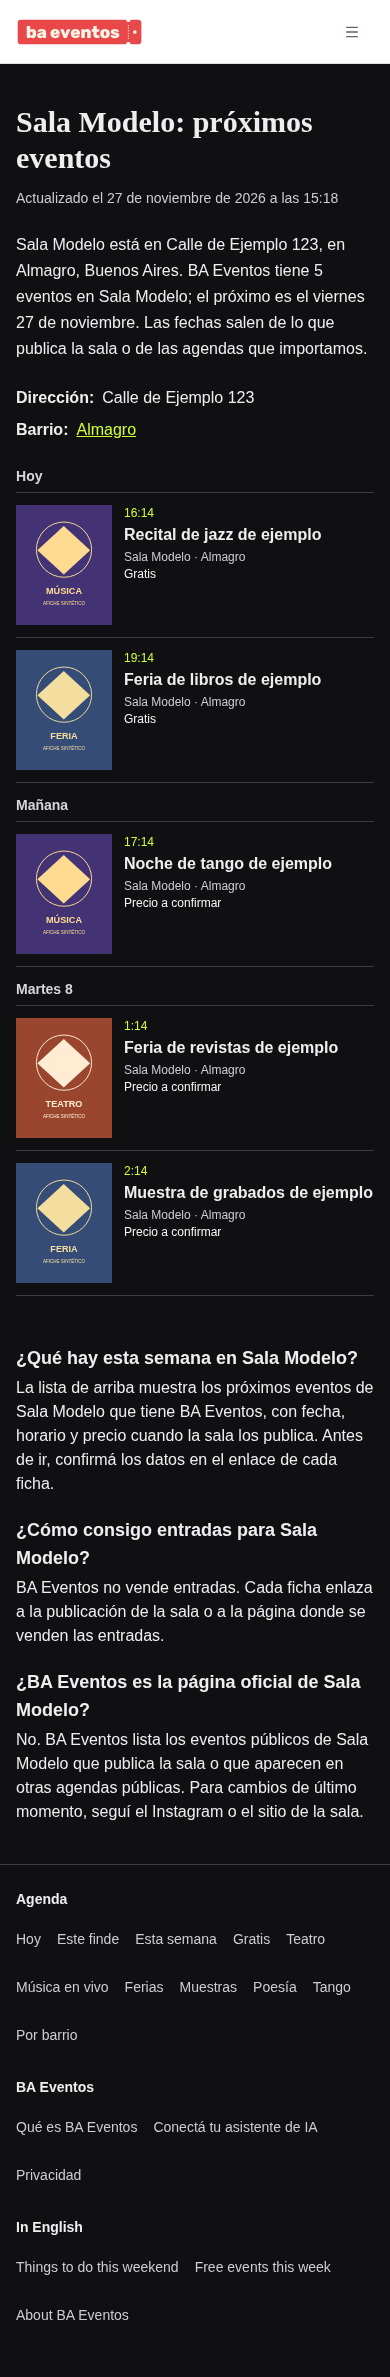 ba eventos
Sala Modelo: próximos
eventos
Actualizado el 27 de noviembre de 2026 a las 15:18
Sala Modelo está en Calle de Ejemplo 123, en
Almagro, Buenos Aires. BA Eventos tiene 5
eventos en Sala Modelo; el próximo es el viernes
27 de noviembre. Las fechas salen de lo que
publica la sala o de las agendas que importamos.
Dirección: Calle de Ejemplo 123
Barrio: Almagro
Hoy
MÚSICA
AFICHE SINTÉTICO
16:14
Recital de jazz de ejemplo
Sala Modelo · Almagro
Gratis
FERIA
AFICHE SINTÉTICO
19:14
Feria de libros de ejemplo
Sala Modelo · Almagro
Gratis
Mañana
MÚSICA
AFICHE SINTÉTICO
17:14
Noche de tango de ejemplo
Sala Modelo · Almagro
Precio a confirmar
Martes 8
TEATRO
AFICHE SINTÉTICO
1:14
Feria de revistas de ejemplo
Sala Modelo · Almagro
Precio a confirmar
FERIA
AFICHE SINTÉTICO
2:14
Muestra de grabados de ejemplo
Sala Modelo · Almagro
Precio a confirmar
¿Qué hay esta semana en Sala Modelo?
La lista de arriba muestra los próximos eventos de
Sala Modelo que tiene BA Eventos, con fecha,
horario y precio cuando la sala los publica. Antes
de ir, confirmá los datos en el enlace de cada
ficha.
¿Cómo consigo entradas para Sala
Modelo?
BA Eventos no vende entradas. Cada ficha enlaza
a la publicación de la sala o a la página donde se
venden las entradas.
¿BA Eventos es la página oficial de Sala
Modelo?
No. BA Eventos lista los eventos públicos de Sala
Modelo que publica la sala o que aparecen en
otras agendas públicas. Para cambios de último
momento, seguí el Instagram o el sitio de la sala.
Agenda
Hoy Este finde Esta semana Gratis Teatro
Música en vivo Ferias Muestras Poesía Tango
Por barrio
BA Eventos
Qué es BA Eventos Conectá tu asistente de IA
Privacidad
In English
Things to do this weekend Free events this week
About BA Eventos